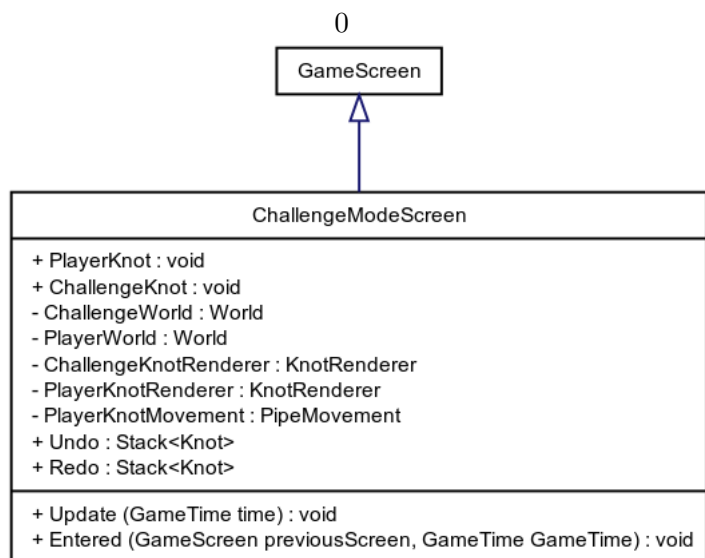 0
GameScreen
ChallengeModeScreen
+ PlayerKnot : void
+ ChallengeKnot : void
- ChallengeWorld : World
- PlayerWorld : World
- ChallengeKnotRenderer : KnotRenderer
- PlayerKnotRenderer : KnotRenderer
- PlayerKnotMovement : PipeMovement
+ Undo : Stack<Knot>
+ Redo : Stack<Knot>
+ Update (GameTime time) : void
+ Entered (GameScreen previousScreen, GameTime GameTime) : void